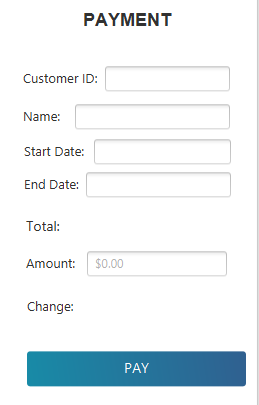 PAYMENT
Customer ID:
Name:
Start Date:
End Date:
Total:
Amount: $0.00
Change:
PAY